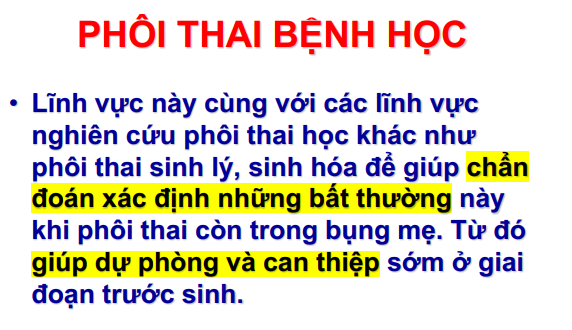 PHÔI THAI BỆNH HỌC
• Lĩnh vực này cùng với các lĩnh vực
nghiên cứu phôi thai học khác như
phôi thai sinh lý, sinh hóa để giúp chẩn
đoán xác định những bất thường này
khi phôi thai còn trong bụng mẹ. Từ đó
giúp dự phòng và can thiệp sớm ở giai
đoạn trước sinh.